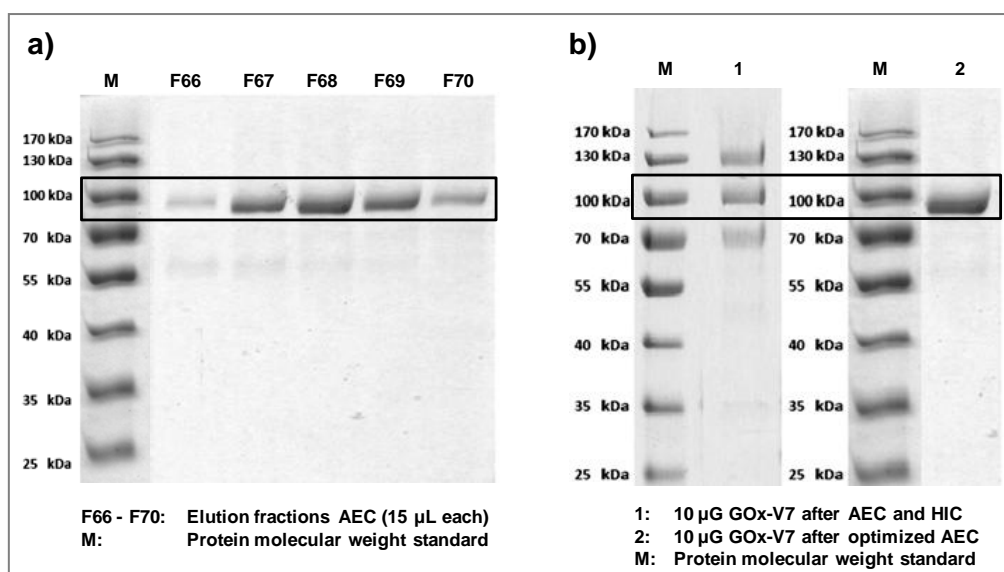 a)
M F66 F67 F68 F69 F70
170 kDa
130 kDa
100 kDa
70 kDa
55 kDa
40 kDa
35 kDa
25 kDa
F66 - F70: Elution fractions AEC (15 µL each)
M: Protein molecular weight standard
b)
M 1 M 2
170 kDa 170 kDa
130 kDa 130 kDa
100 kDa 100 kDa
70 kDa 70 kDa
55 kDa 55 kDa
40 kDa 40 kDa
35 kDa 35 kDa
25 kDa 25 kDa
1: 10 µG GOx-V7 after AEC and HIC
2: 10 µG GOx-V7 after optimized AEC
M: Protein molecular weight standard